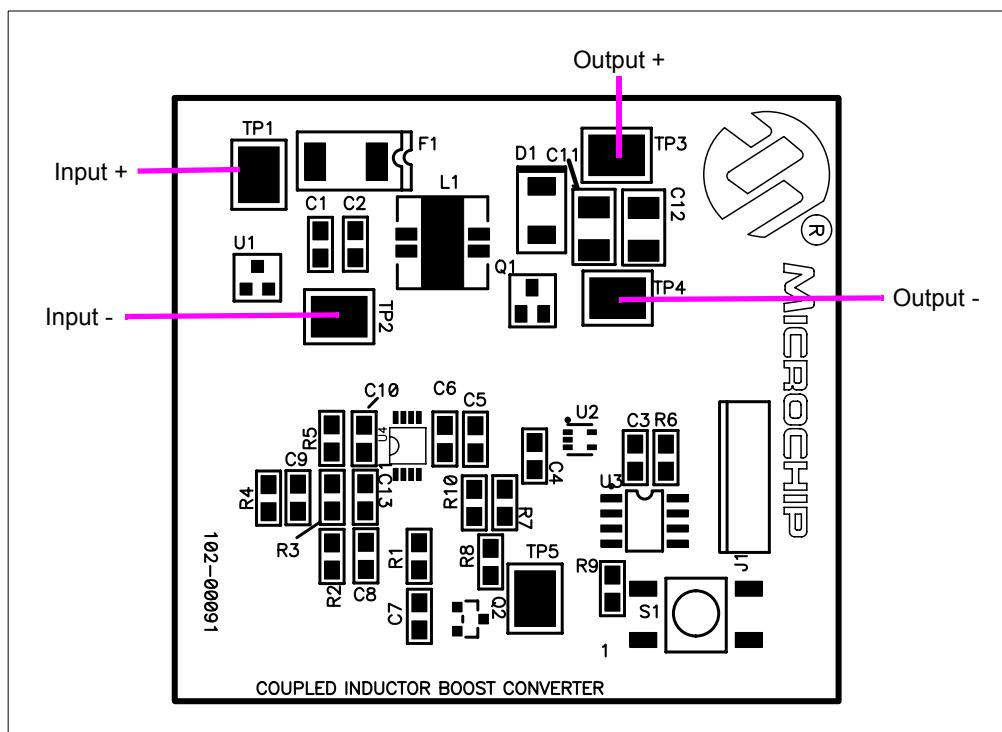 Output +
TP1
F1
TP3
D1
C11
Input +
L1
C12
C1
C2
®
U1
Q1
TP4
Output -
Input -
TP2
MICROCHIP
C10
C6
C5
U2
R5
U4
C3
R6
C9
C4
U3
R4
C13
R10
R7
R3
102-00091
R2
C8
R1
R8
TP5
R9
J1
C7
Q2
S1
1
COUPLED INDUCTOR BOOST CONVERTER